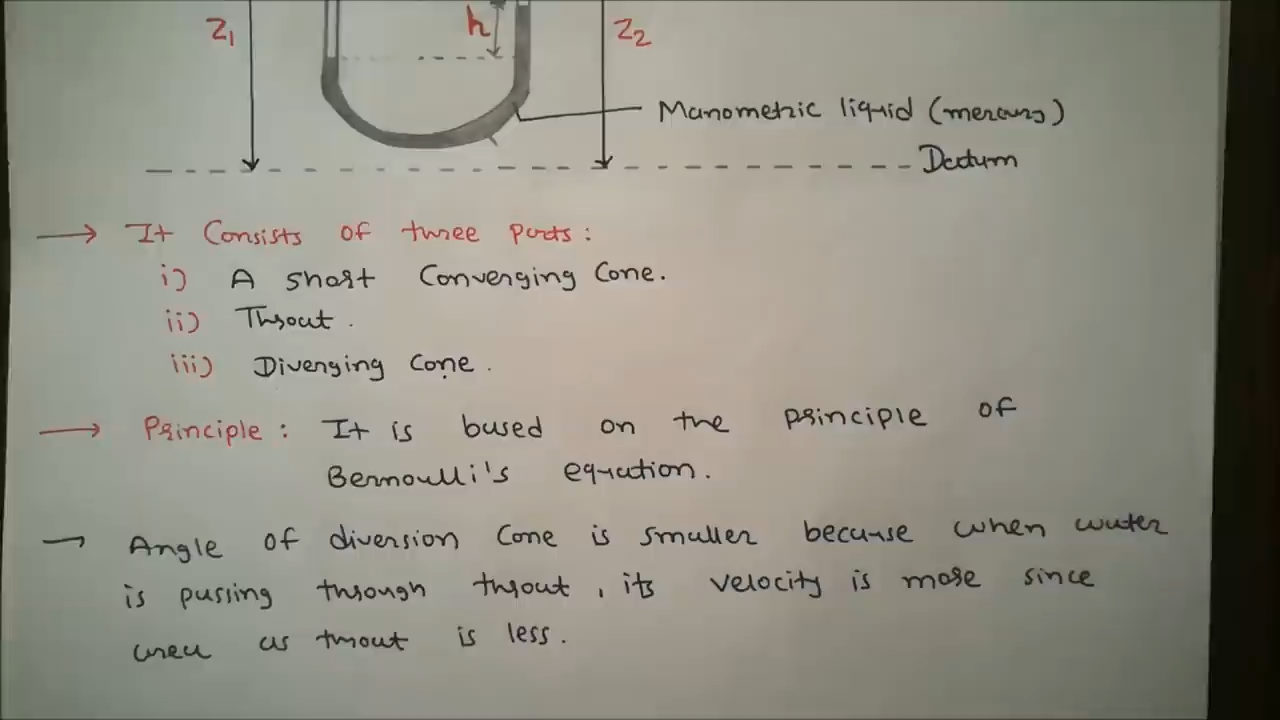 Z1 h Z2
Manometric liquid (mercury)
Datum
→ It Consists of three parts:
i) A short Converging Cone.
ii) Throat.
iii) Diverging Cone.
→ Principle: It is based on the principle of
Bernoulli's equation.
→ Angle of diversion Cone is smaller because when water
is passing through throat, its velocity is more since
area as throat is less.